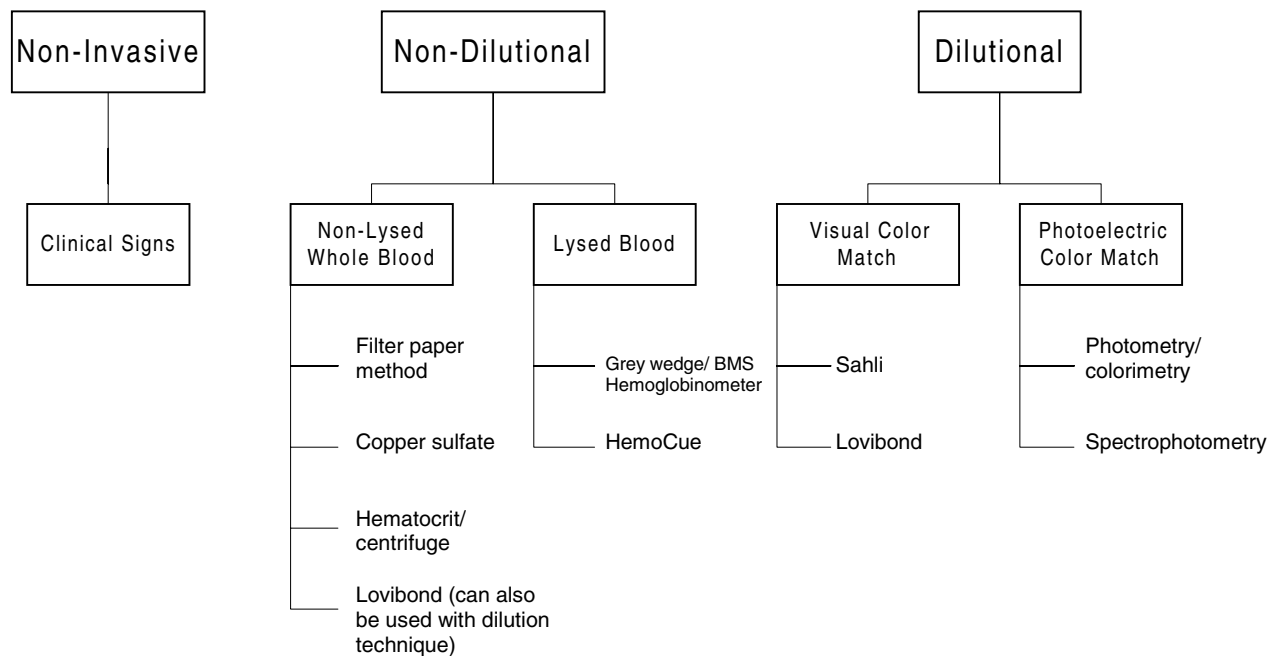 Non-Invasive
Non-Dilutional
Dilutional
Clinical Signs
Non-Lysed
Whole Blood
Lysed Blood
Visual Color
Match
Photoelectric
Color Match
Filter paper
method
Copper sulfate
Hematocrit/
centrifuge
Lovibond (can also
be used with dilution
technique)
Grey wedge/ BMS
Hemoglobinometer
HemoCue
Sahli
Lovibond
Photometry/
colorimetry
Spectrophotometry